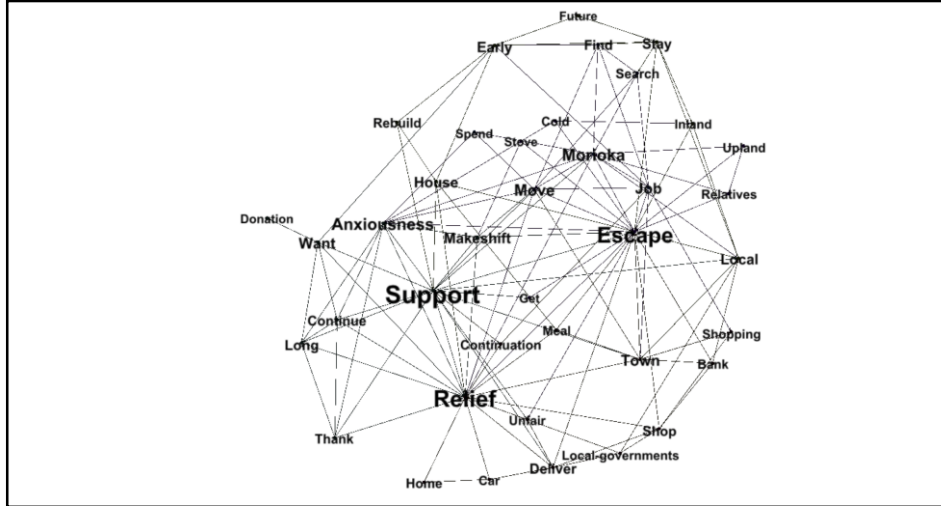 Future
Early
Find
Stay
Search
Rebuild
Cold
Inland
Spend
Stove
Morioka
Upland
House
Move
Job
Relatives
Donation
Anxiousness
Want
Makeshift
Escape
Local
Support
Get
Continue
Meal
Shopping
Long
Continuation
Town
Bank
Relief
Unfair
Shop
Thank
Local-governments
Deliver
Home
Car